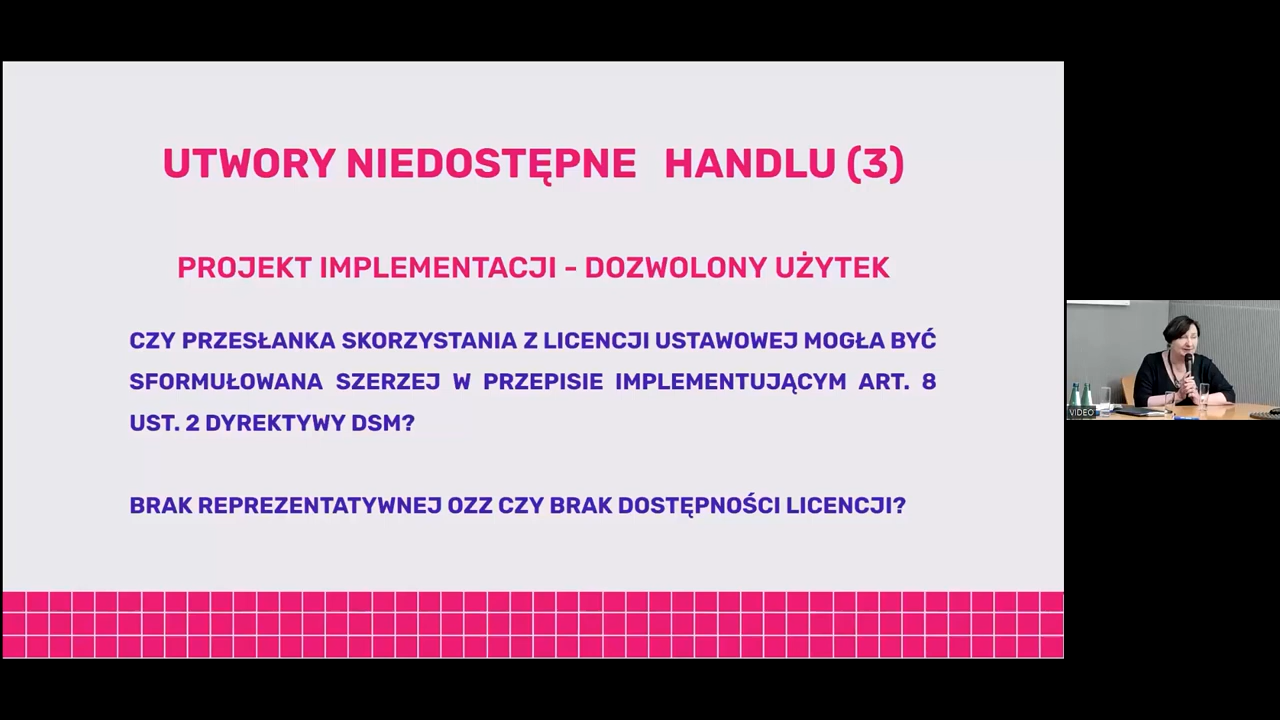 UTWORY NIEDOSTĘPNE HANDLU (3)
PROJEKT IMPLEMENTACJI - DOZWOLONY UŻYTEK
CZY PRZESŁANKA SKORZYSTANIA Z LICENCJI USTAWOWEJ MOGŁA BYĆ
SFORMUŁOWANA SZERZEJ W PRZEPISIE IMPLEMENTUJĄCYM ART. 8
UST. 2 DYREKTYWY DSM?
BRAK REPREZENTATYWNEJ OZZ CZY BRAK DOSTĘPNOŚCI LICENCJI?
VIDEO